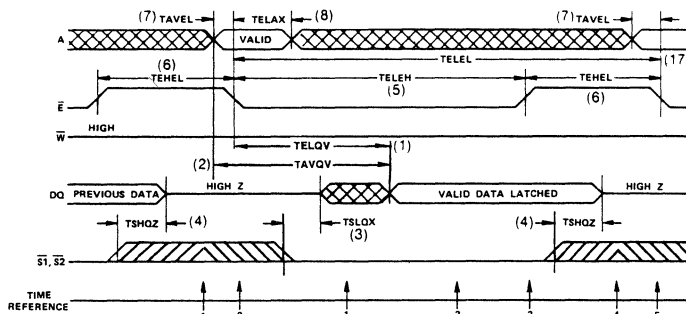 (7) TAVEL TELAX (8) (7) TAVEL
A VALID
(6) TEHEL TELEL (17
TELEH (5) TEHEL (6)
E
HIGH
W
TELQV (1)
(2) TAVQV
DQ PREVIOUS DATA HIGH Z VALID DATA LATCHED HIGH Z
TSHQZ (4) TSLQX (3) (4) TSHQZ
S1, S2
TIME
REFERENCE